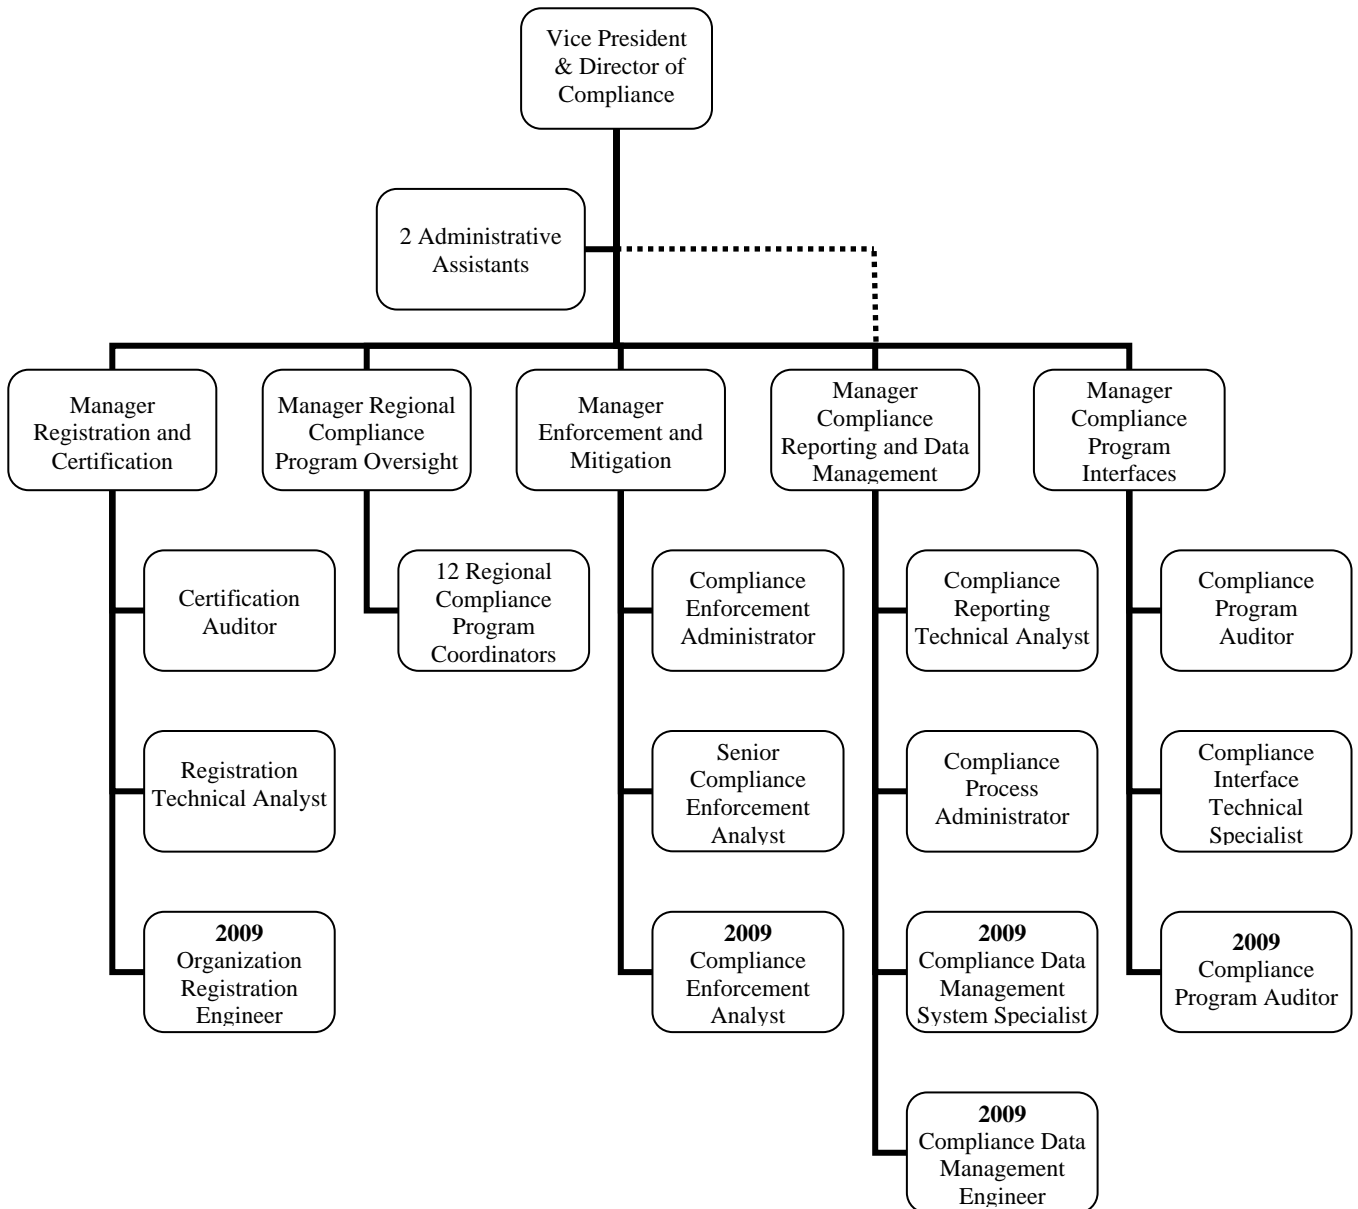 Vice President
& Director of
Compliance
2 Administrative
Assistants
Manager
Registration and
Certification
Manager Regional
Compliance
Program Oversight
Manager
Enforcement and
Mitigation
Manager
Compliance
Reporting and Data
Management
Manager
Compliance
Program
Interfaces
Certification
Auditor
12 Regional
Compliance
Program
Coordinators
Compliance
Enforcement
Administrator
Compliance
Reporting
Technical Analyst
Compliance
Program
Auditor
Registration
Technical Analyst
Senior
Compliance
Enforcement
Analyst
Compliance
Process
Administrator
Compliance
Interface
Technical
Specialist
2009
Organization
Registration
Engineer
2009
Compliance
Enforcement
Analyst
2009
Compliance Data
Management
System Specialist
2009
Compliance
Program Auditor
2009
Compliance Data
Management
Engineer